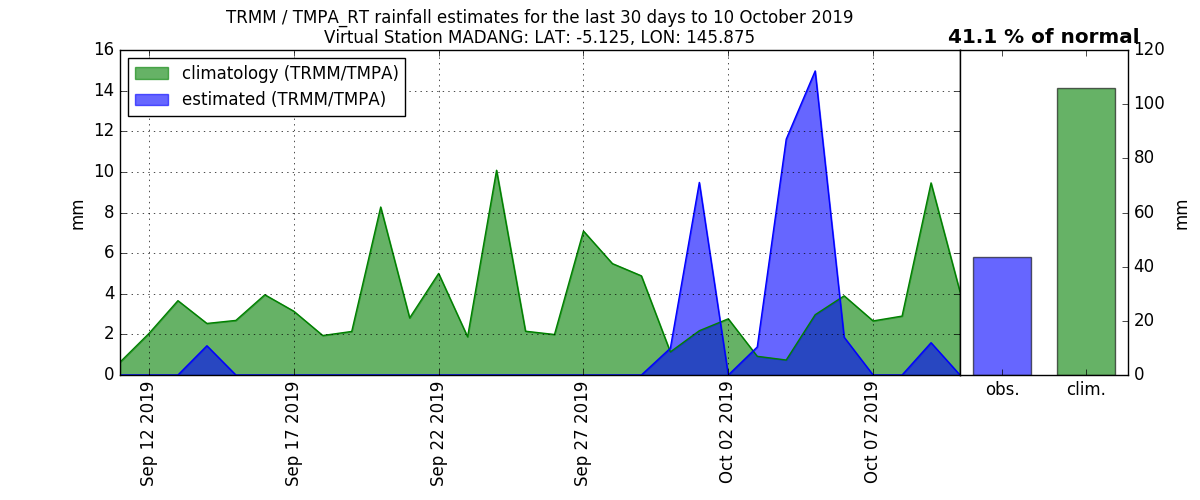 TRMM / TMPA_RT rainfall estimates for the last 30 days to 10 October 2019
Virtual Station MADANG: LAT: -5.125, LON: 145.875
41.1 % of normal
climatology (TRMM/TMPA)
estimated (TRMM/TMPA)
mm
16
14
12
10
8
6
4
2
0
Sep 12 2019
Sep 17 2019
Sep 22 2019
Sep 27 2019
Oct 02 2019
Oct 07 2019
obs.
clim.
120
100
80
60
40
20
0
mm